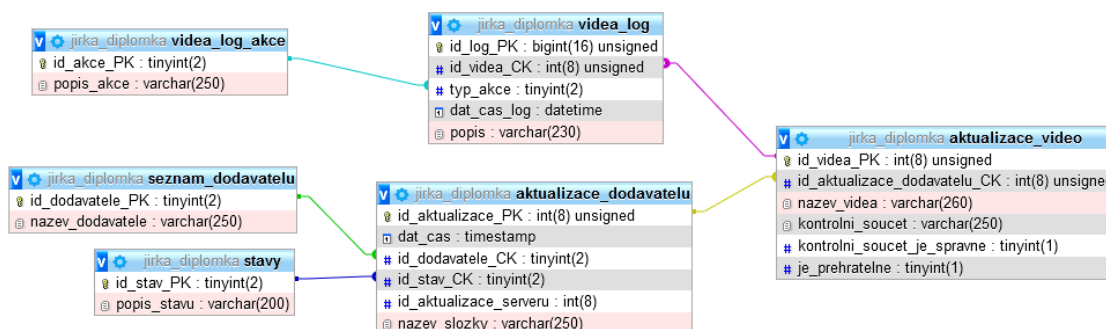 v jirka_diplomka videa_log_akce
id_akce_PK : tinyint(2)
popis_akce : varchar(250)
v jirka_diplomka videa_log
id_log_PK : bigint(16) unsigned
id_videa_CK : int(8) unsigned
typ_akce : tinyint(2)
dat_cas_log : datetime
popis : varchar(230)
v jirka_diplomka seznam_dodavatelu
id_dodavatele_PK : tinyint(2)
nazev_dodavatele : varchar(250)
v jirka_diplomka stavy
id_stav_PK : tinyint(2)
popis_stavu : varchar(200)
v jirka_diplomka aktualizace_dodavatelu
id_aktualizace_PK : int(8) unsigned
dat_cas : timestamp
id_dodavatele_CK : tinyint(2)
id_stav_CK : tinyint(2)
id_aktualizace_serveru : int(8)
nazev_slozky : varchar(250)
v jirka_diplomka aktualizace_video
id_videa_PK : int(8) unsigned
id_aktualizace_dodavatelu_CK : int(8) unsigne
nazev_videa : varchar(260)
kontrolni_soucet : varchar(250)
kontrolni_soucet_je_spravne : tinyint(1)
je_prehratelne : tinyint(1)